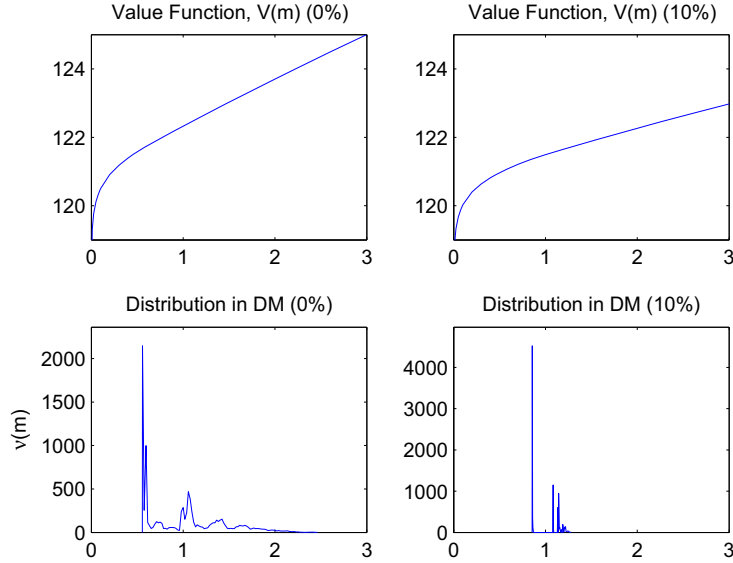 Value Function, V(m) (0%)
124
122
120
0 1 2 3
Value Function, V(m) (10%)
124
122
120
0 1 2 3
Distribution in DM (0%)
ν(m)
2000
1500
1000
500
0
0 1 2 3
Distribution in DM (10%)
4000
3000
2000
1000
0
0 1 2 3